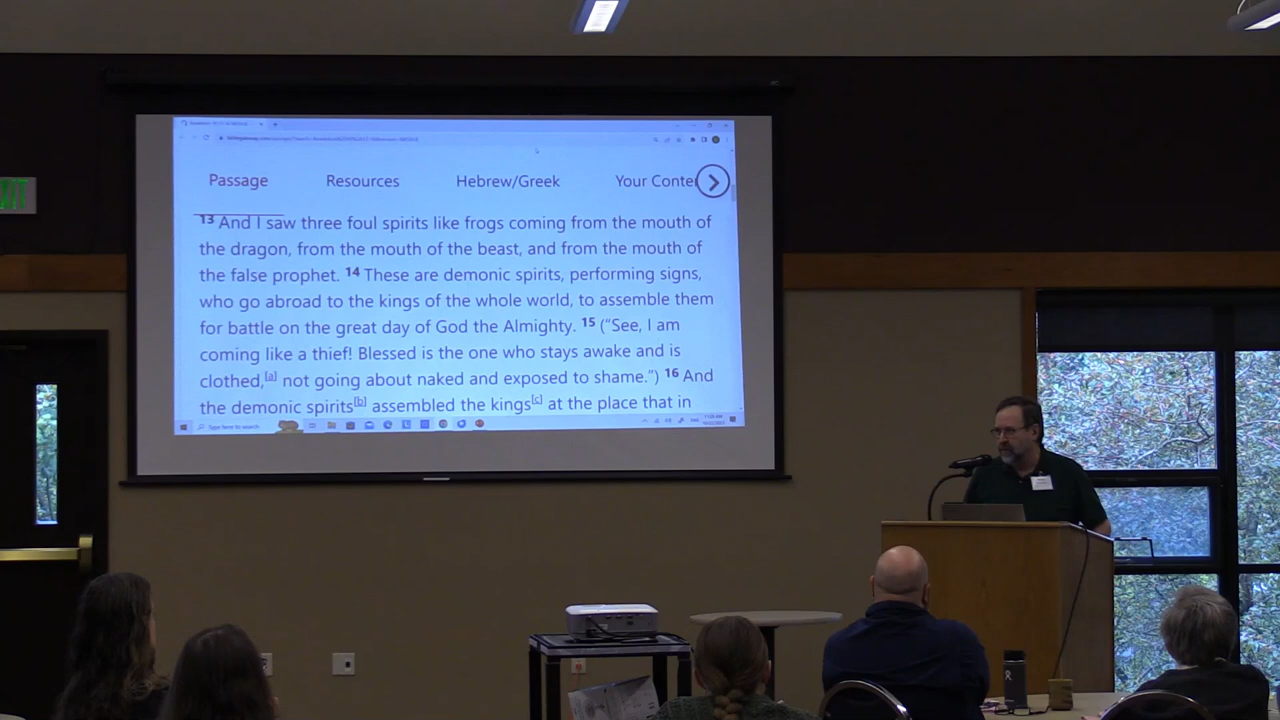 Passage Resources Hebrew/Greek Your Conte
13 And I saw three foul spirits like frogs coming from the mouth of
the dragon, from the mouth of the beast, and from the mouth of
the false prophet. 14 These are demonic spirits, performing signs,
who go abroad to the kings of the whole world, to assemble them
for battle on the great day of God the Almighty. 15 (“See, I am
coming like a thief! Blessed is the one who stays awake and is
clothed,[a] not going about naked and exposed to shame.”) 16 And
the demonic spirits[b] assembled the kings[c] at the place that in
Type here to search
EXIT